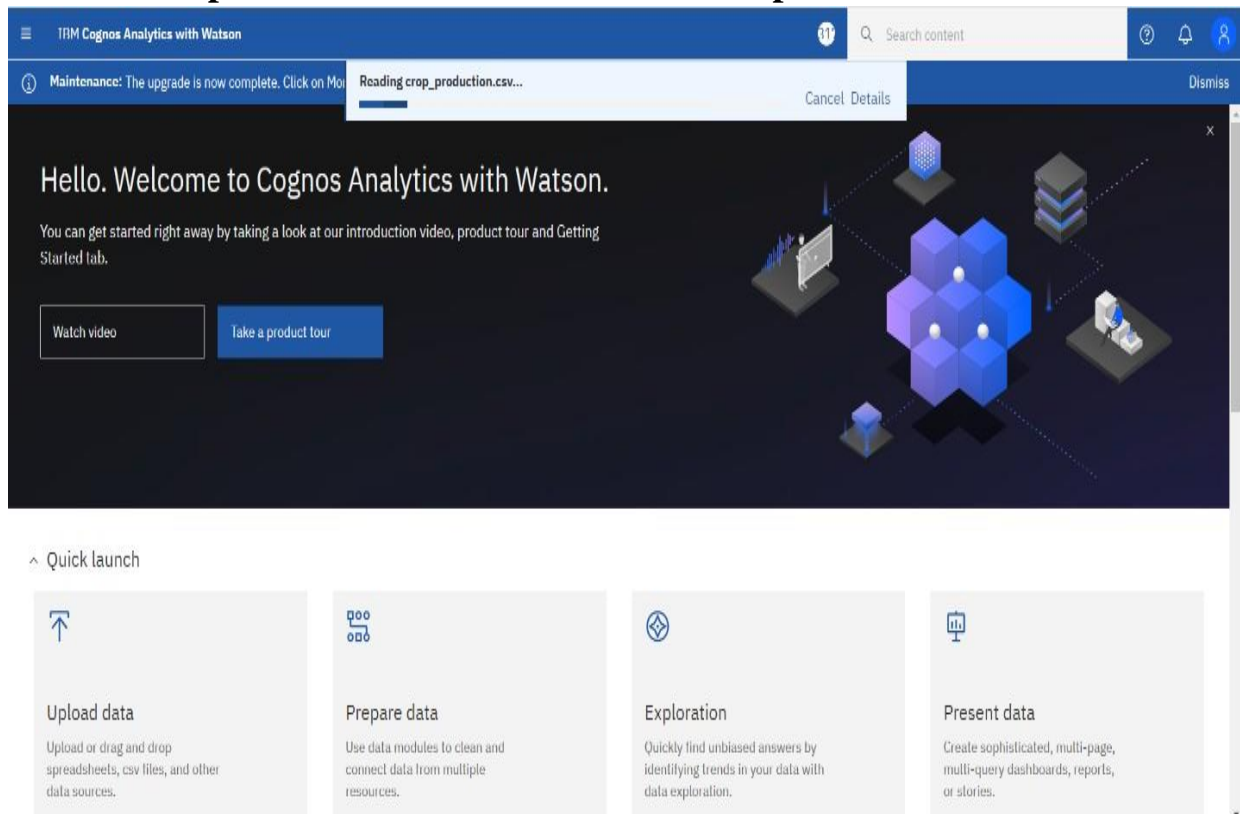 IBM Cognos Analytics with Watson
Search content
Maintenance: The upgrade is now complete. Click on Mo
Dismiss
Reading crop_production.csv...
Cancel Details
Hello. Welcome to Cognos Analytics with Watson.
You can get started right away by taking a look at our introduction video, product tour and Getting
Started tab.
Watch video
Take a product tour
Quick launch
Upload data
Upload or drag and drop
spreadsheets, csv files, and other
data sources.
Prepare data
Use data modules to clean and
connect data from multiple
resources.
Exploration
Quickly find unbiased answers by
identifying trends in your data with
data exploration.
Present data
Create sophisticated, multi-page,
multi-query dashboards, reports,
or stories.